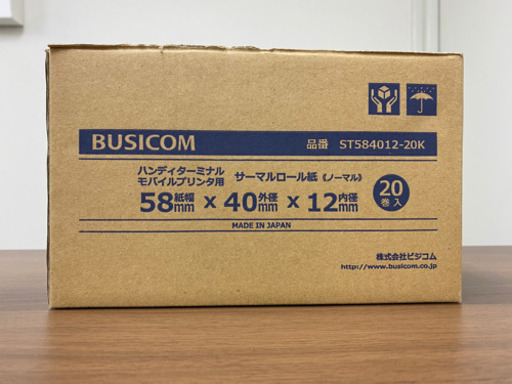 BUSICOM 品番 ST584012-20K
ハンディターミナル
モバイルプリンタ用 サーマルロール紙《ノーマル》
58紙幅mm x 40外径mm x 12内径mm
20巻入
MADE IN JAPAN
株式会社ビジコム
http://www.busicom.co.jp